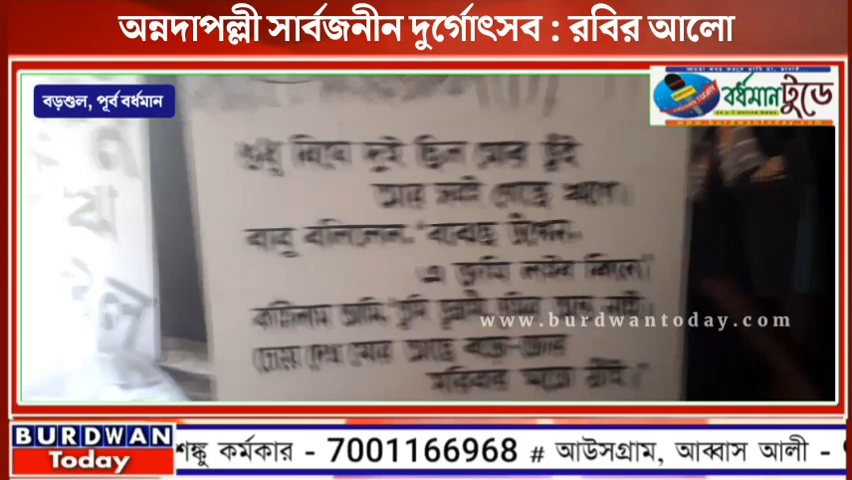 অন্নদাপল্লী সার্বজনীন দুর্গোৎসব : রবির আলো
বড়শুল, পূর্ব বর্ধমান
বর্ধমান টুডে
শুধু বিঘে দুই ছিল মোর ভুঁই
আর সবই গেছে ঋণে।
বাবু বলিলেন, "বুঝেছ উপেন,
এ জমি লইব কিনে।"
কহিলাম আমি, "তুমি ভূস্বামী, ভূমির অন্ত নাই।
চেয়ে দেখো মোর আছে বড়ো-জোর
মরিবার মতো ঠাঁই।"
www.burdwantoday.com
BURDWAN
Today
শঙ্কু কর্মকার - 7001166968 # আউসগ্রাম, আব্বাস আলী -